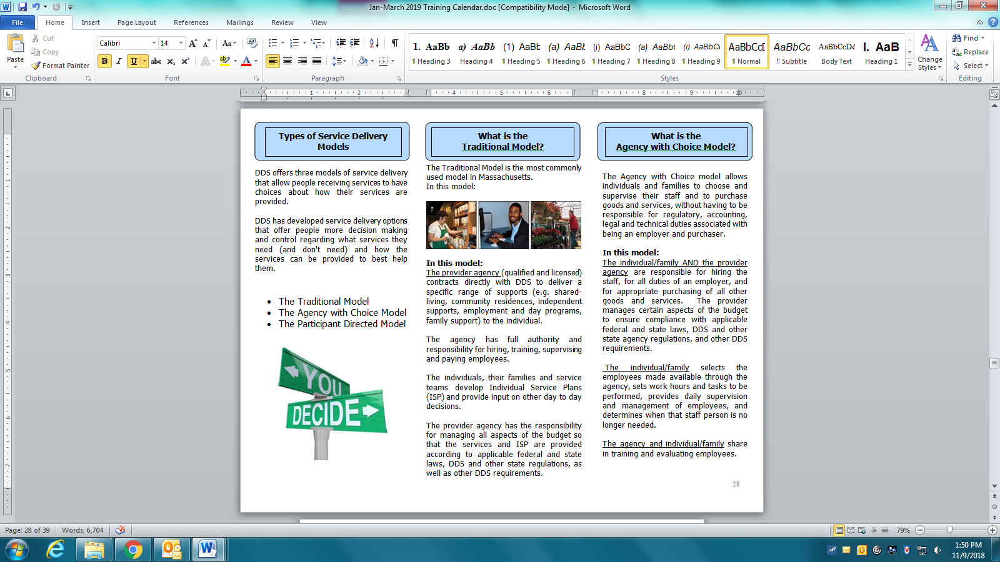 Jan-March 2019 Training Calendar.doc [Compatibility Mode] - Microsoft Word
File Home Insert Page Layout References Mailings Review View
Paste
Cut
Copy
Format Painter
Clipboard
Calibri 14
Font
Paragraph
1. AaBb a) AaBb (1) AaBb (a) AaBb (i) AaBbC (a) AaBb( (i) AaBbCc AaBbCcD AaBbCc AaBbCcDd I. AaB
¶ Heading 3 Heading 4 ¶ Heading 5 ¶ Heading 6 ¶ Heading 7 ¶ Heading 8 ¶ Heading 9 ¶ Normal ¶ Subtitle Body Text Heading 1
Styles
Change
Styles
Find
Replace
Select
Editing
1 2 4 5 6 8 9 10
1
2
3
4
5
6
7
Types of Service Delivery
Models
DDS offers three models of service delivery
that allow people receiving services to have
choices about how their services are
provided.
DDS has developed service delivery options
that offer people more decision making
and control regarding what services they
need (and don't need) and how the
services can be provided to best help
them.
• The Traditional Model
• The Agency with Choice Model
• The Participant Directed Model
YOU
DECIDE
What is the
Traditional Model?
The Traditional Model is the most commonly
used model in Massachusetts.
In this model:
In this model:
The provider agency (qualified and licensed)
contracts directly with DDS to deliver a
specific range of supports (e.g. shared-
living, community residences, independent
supports, employment and day programs,
family support) to the individual.
The agency has full authority and
responsibility for hiring, training, supervising
and paying employees.
The individuals, their families and service
teams develop Individual Service Plans
(ISP) and provide input on other day to day
decisions.
The provider agency has the responsibility
for managing all aspects of the budget so
that the services and ISP are provided
according to applicable federal and state
laws, DDS and other state regulations, as
well as other DDS requirements.
What is the
Agency with Choice Model?
The Agency with Choice model allows
individuals and families to choose and
supervise their staff and to purchase
goods and services, without having to be
responsible for regulatory, accounting,
legal and technical duties associated with
being an employer and purchaser.
In this model:
The individual/family AND the provider
agency are responsible for hiring the
staff, for all duties of an employer, and
for appropriate purchasing of all other
goods and services. The provider
manages certain aspects of the budget
to ensure compliance with applicable
federal and state laws, DDS and other
state agency regulations, and other DDS
requirements.
The individual/family selects the
employees made available through the
agency, sets work hours and tasks to be
performed, provides daily supervision
and management of employees, and
determines when that staff person is no
longer needed.
The agency and individual/family share
in training and evaluating employees.
28
Page: 28 of 39 Words: 6,704
79%
1:50 PM
11/9/2018